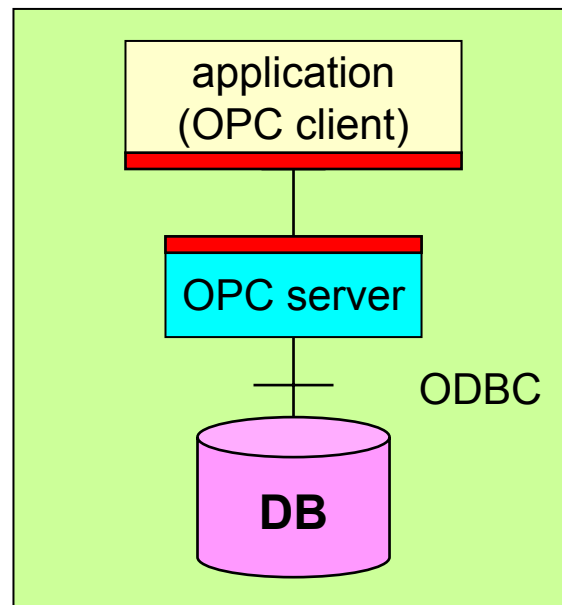 application
(OPC client)
OPC server
ODBC
DB